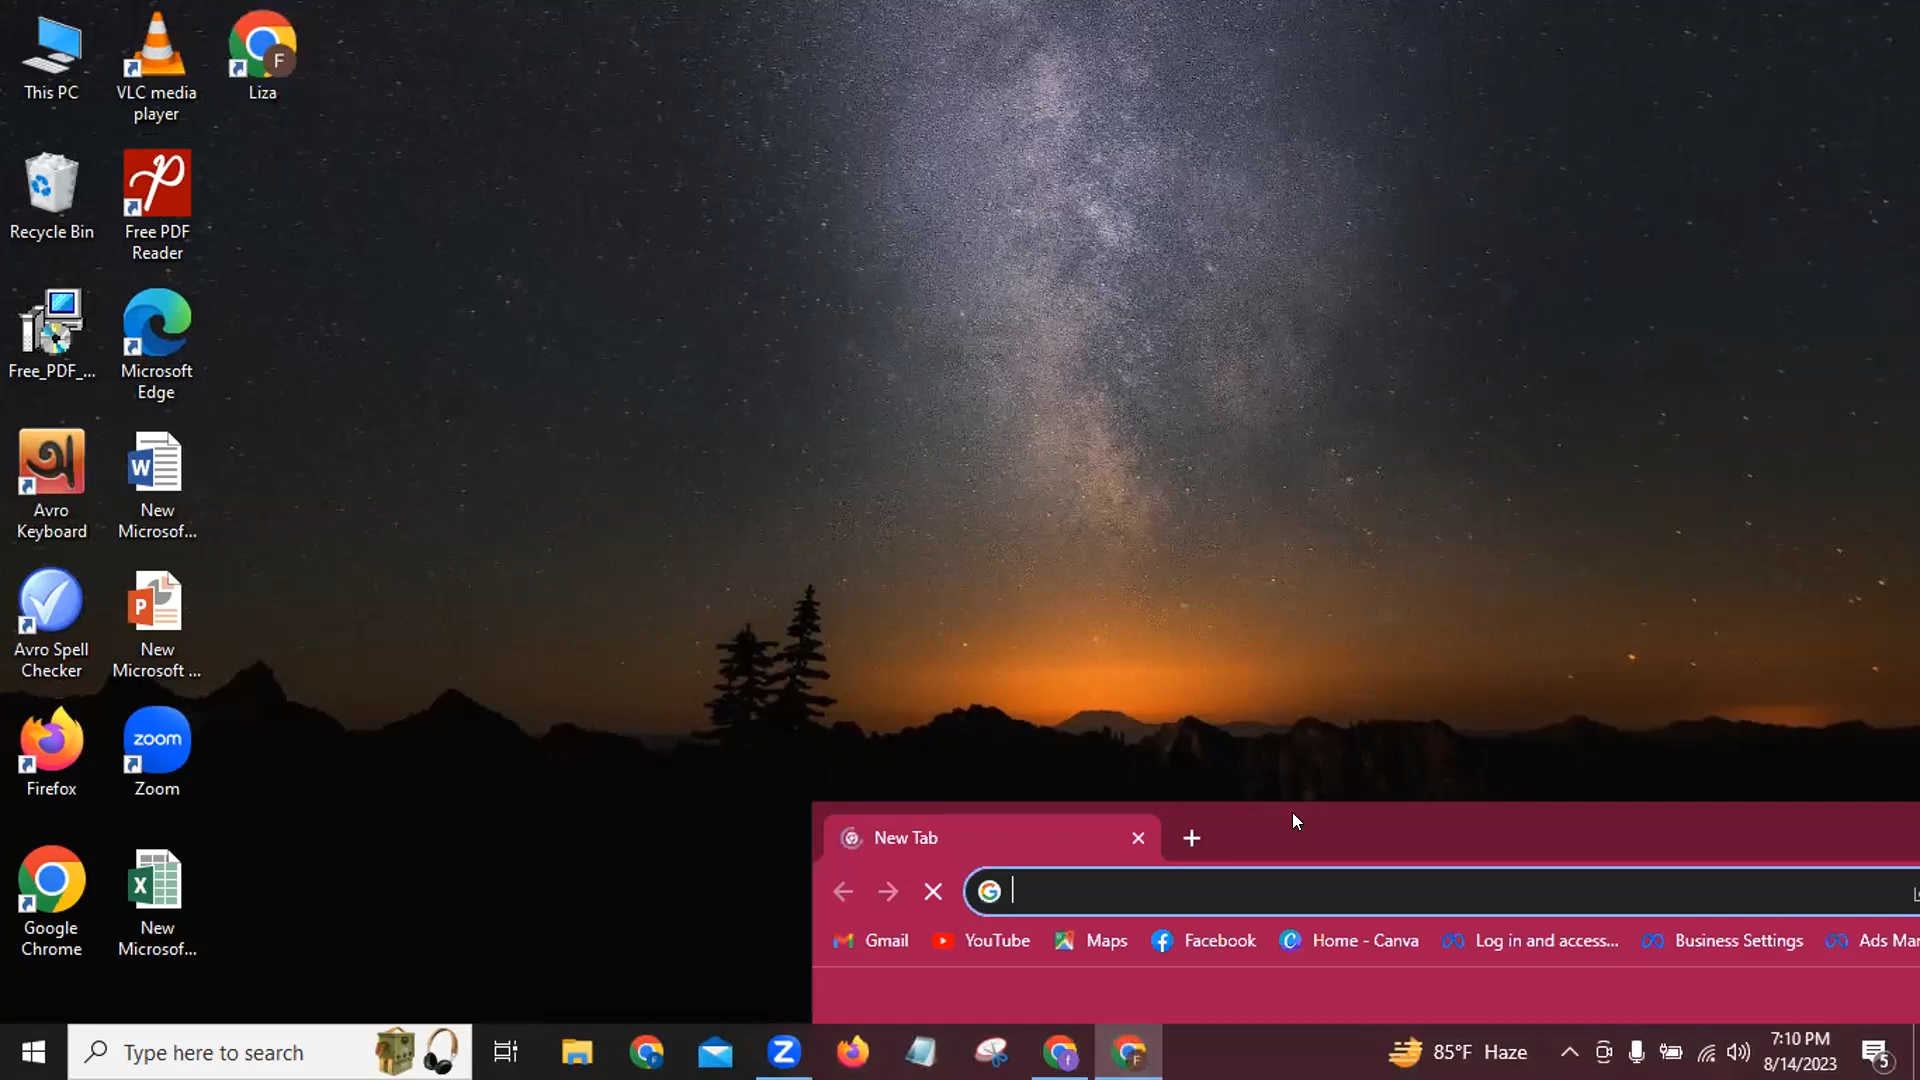 This PC
VLC media
player
F
Liza
Recycle Bin
Free PDF
Reader
Free_PDF_...
Microsoft
Edge
অ
Avro
Keyboard
W
New
Microsof...
Avro Spell
Checker
P
New
Microsoft ...
Firefox
zoom
Zoom
Google
Chrome
X
New
Microsof...
New Tab
Gmail
YouTube
Maps
Facebook
Home - Canva
Log in and access...
Business Settings
Ads Mar
Type here to search
85°F Haze
7:10 PM
8/14/2023
5